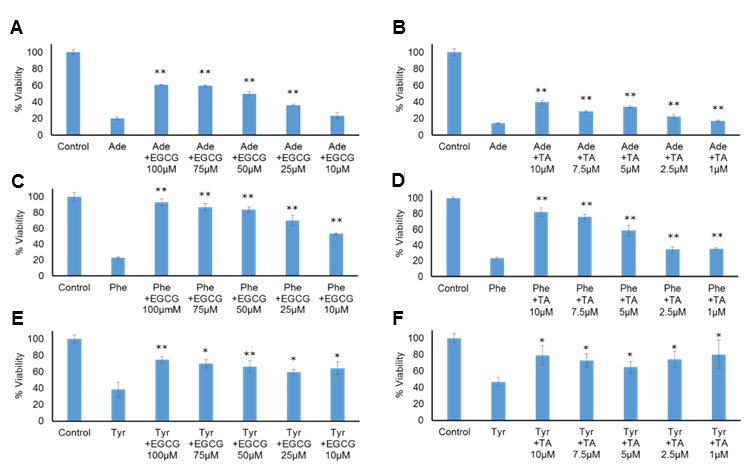 A
% Viability
100
80
60
40
20
0
** ** ** **
Control Ade Ade Ade Ade Ade Ade
+EGCG +EGCG +EGCG +EGCG +EGCG
100µM 75µM 50µM 25µM 10µM
B
% Viability
100
80
60
40
20
0
** ** ** ** **
Control Ade Ade Ade Ade Ade Ade
+TA +TA +TA +TA +TA
10µM 7.5µM 5µM 2.5µM 1µM
C
% Viability
100
80
60
40
20
0
** ** ** ** **
Control Phe Phe Phe Phe Phe Phe
+EGCG +EGCG +EGCG +EGCG +EGCG
100µmM 75µM 50µM 25µM 10µM
D
% Viability
100
80
60
40
20
0
** ** ** ** **
Control Phe Phe Phe Phe Phe Phe
+TA +TA +TA +TA +TA
10µM 7.5µM 5µM 2.5µM 1µM
E
% Viability
100
80
60
40
20
0
** * ** * *
Control Tyr Tyr Tyr Tyr Tyr Tyr
+EGCG +EGCG +EGCG +EGCG +EGCG
100µM 75µM 50µM 25µM 10µM
F
% Viability
100
80
60
40
20
0
* * * * *
Control Tyr Tyr Tyr Tyr Tyr Tyr
+TA +TA +TA +TA +TA
10µM 7.5µM 5µM 2.5µM 1µM